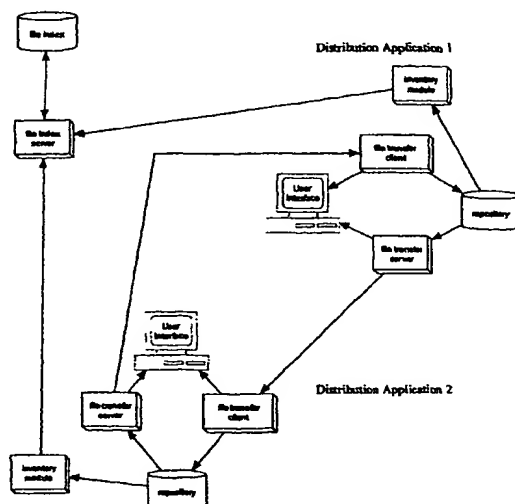 file index
Distribution Application 1
inventory
module
file index
server
file transfer
client
User
Interface
repository
file transfer
server
User
Interface
Distribution Application 2
file transfer
server
file transfer
client
inventory
module
repository